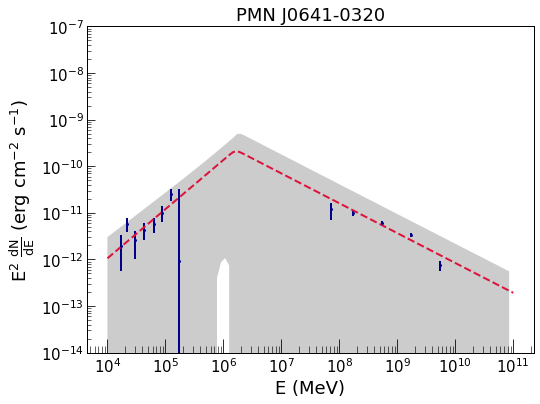 PMN J0641-0320
10⁻⁷
10⁻⁸
10⁻⁹
10⁻¹⁰
10⁻¹¹
10⁻¹²
10⁻¹³
10⁻¹⁴
E² dN/dE (erg cm⁻² s⁻¹)
10⁴ 10⁵ 10⁶ 10⁷ 10⁸ 10⁹ 10¹⁰ 10¹¹
E (MeV)